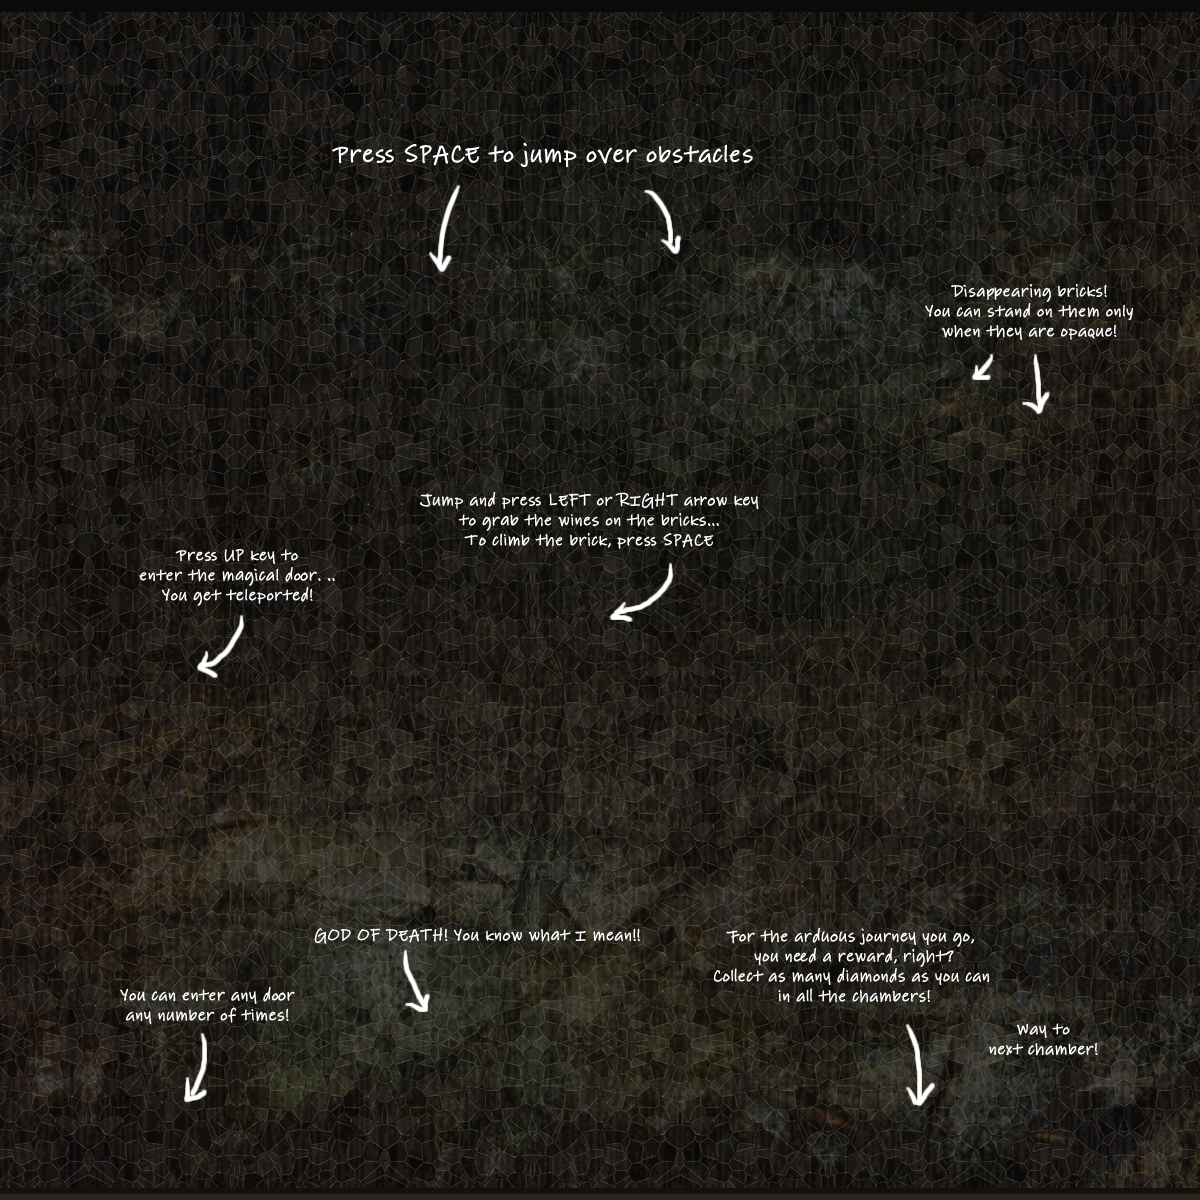 Press SPACE to jump over obstacles
Disappearing bricks!
You can stand on them only
when they are opaque!
Jump and press LEFT or RIGHT arrow key
to grab the wines on the bricks...
To climb the brick, press SPACE
Press UP key to
enter the magical door. ..
You get teleported!
GOD OF DEATH! You know what I mean!!
For the arduous journey you go,
you need a reward, right?
Collect as many diamonds as you can
in all the chambers!
You can enter any door
any number of times!
Way to
next chamber!